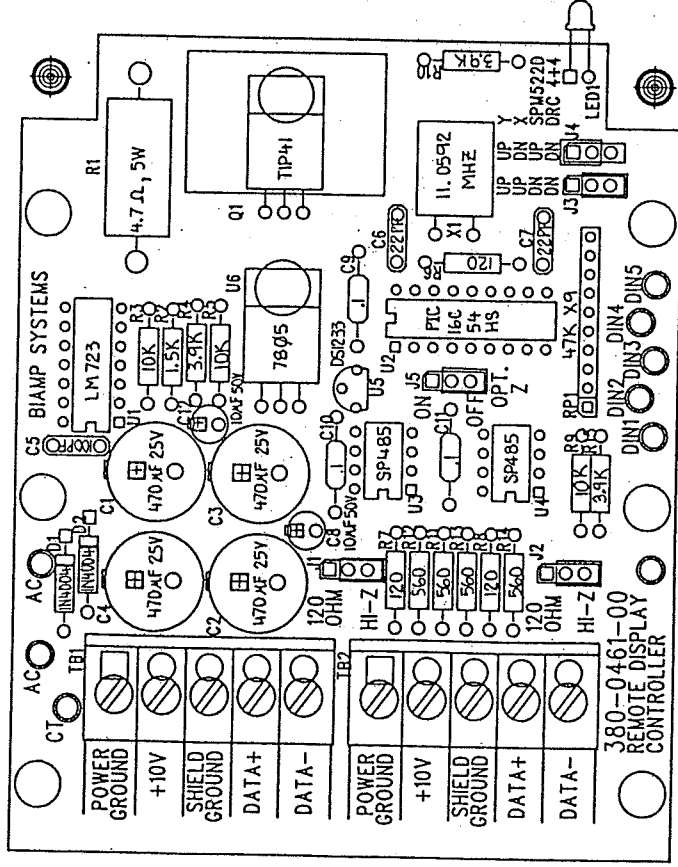 BIAMP SYSTEMS
R1
4.7Ω, 5W
Q1
TIP41
R10
3.9K
LM723
U1
C5
100PF
R3
10K
1.5K
R4
3.9K
10K
U6
78Ø5
10µF 50V
C1
470µF 25V
C3
470µF 25V
C4
470µF 25V
C2
470µF 25V
D1
1N4004
D2
1N4004
AC
AC
CT
C6
22PF
C7
22PF
X1
11.0592
MHZ
R6
120
C9
.1
DS1233
U5
U2
PIC
16C
54
HS
J5
ON
OFF
OPT.
Z
UP UP Y
UP DN X
DN UP SPM522D
DN DN DRC 4+4
LED1
J3
J4
RP1
47K X9
DIN1
DIN2
DIN3
DIN4
DIN5
C10
.1
C8
10µF 50V
SP485
U3
C11
.1
SP485
U4
R9
10K
3.9K
J1
120
OHM
HI-Z
R7
120
R12
560
R11
560
R13
560
R8
120
R14
560
J2
120
OHM
HI-Z
TB1
POWER
GROUND
+10V
SHIELD
GROUND
DATA+
DATA-
TB2
POWER
GROUND
+10V
SHIELD
GROUND
DATA+
DATA-
380-0461-00
REMOTE DISPLAY
CONTROLLER